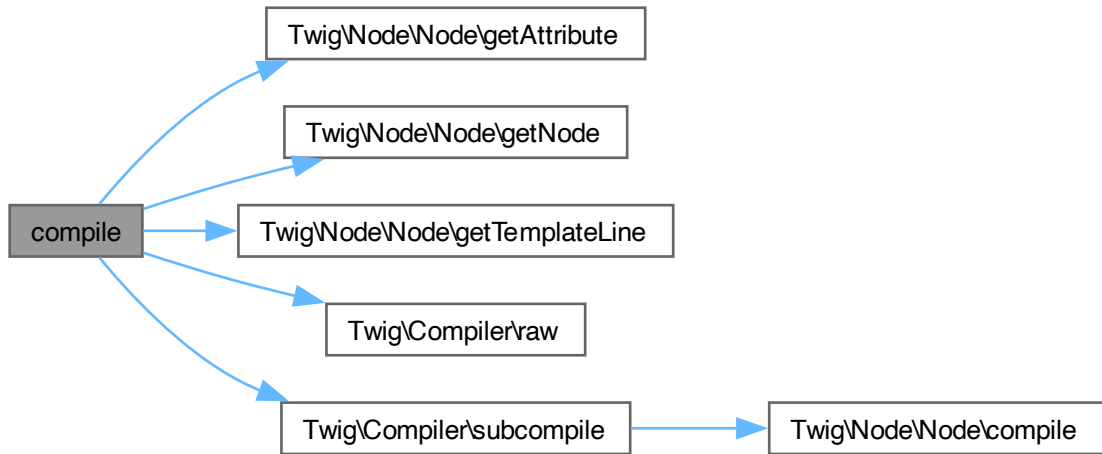 Twig\Node\Node\getAttribute
Twig\Node\Node\getNode
compile
Twig\Node\Node\getTemplateLine
Twig\Compiler\raw
Twig\Compiler\subcompile
Twig\Node\Node\compile